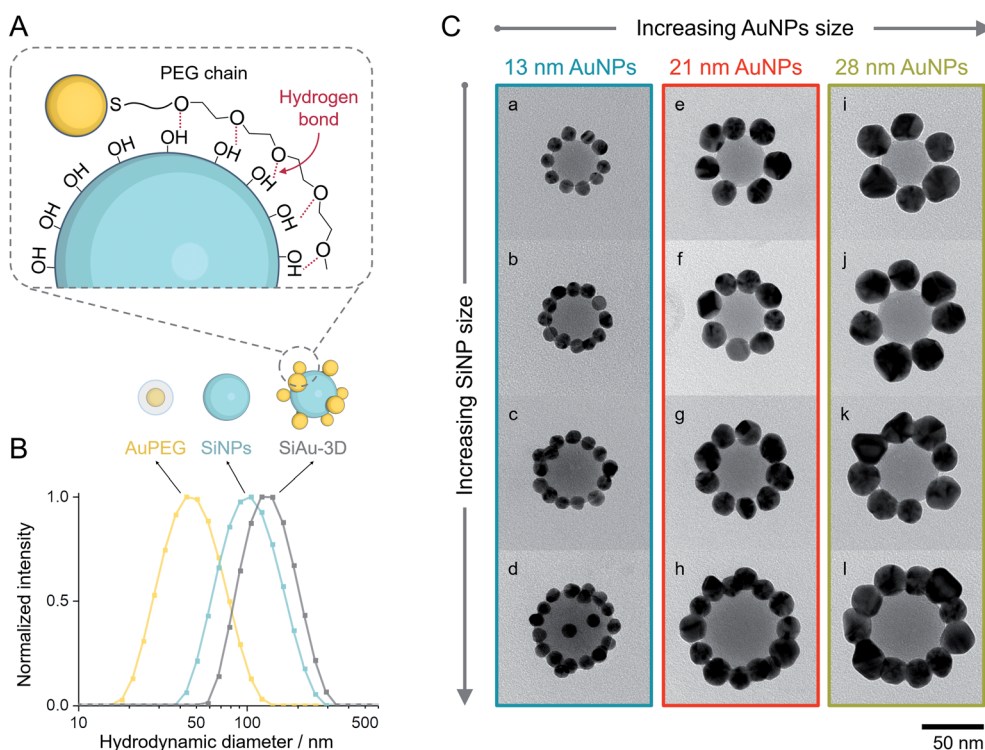 A
PEG chain
S
O
O
O
O
O
Hydrogen
bond
OH
OH
OH
OH
OH
OH
OH
OH
OH
AuPEG
SiNPs
SiAu-3D
B
1.0
0.5
0.0
Normalized intensity
10
50
100
500
Hydrodynamic diameter / nm
C
Increasing AuNPs size
13 nm AuNPs
21 nm AuNPs
28 nm AuNPs
Increasing SiNP size
a
e
i
b
f
j
c
g
k
d
h
l
50 nm